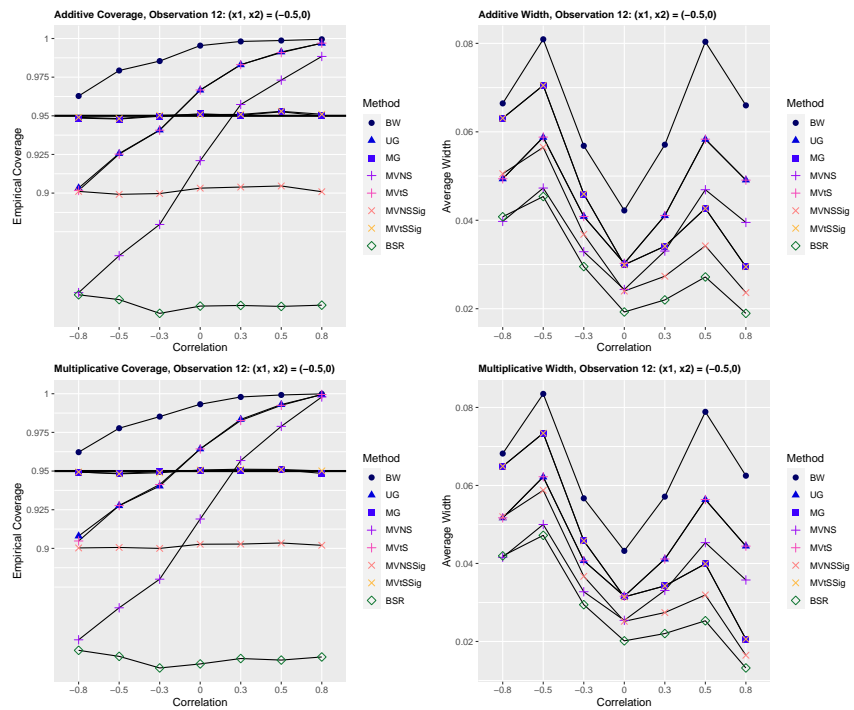 Additive Coverage, Observation 12: (x1, x2) = (−0.5,0)
Empirical Coverage
1
0.975
0.95
0.925
0.9
−0.8 −0.5 −0.3 0 0.3 0.5 0.8
Correlation
Method
BW
UG
MG
MVNS
MVtS
MVNSSig
MVtSSig
BSR
Additive Width, Observation 12: (x1, x2) = (−0.5,0)
Average Width
0.08
0.06
0.04
0.02
−0.8 −0.5 −0.3 0 0.3 0.5 0.8
Correlation
Method
BW
UG
MG
MVNS
MVtS
MVNSSig
MVtSSig
BSR
Multiplicative Coverage, Observation 12: (x1, x2) = (−0.5,0)
Empirical Coverage
1
0.975
0.95
0.925
0.9
−0.8 −0.5 −0.3 0 0.3 0.5 0.8
Correlation
Method
BW
UG
MG
MVNS
MVtS
MVNSSig
MVtSSig
BSR
Multiplicative Width, Observation 12: (x1, x2) = (−0.5,0)
Average Width
0.08
0.06
0.04
0.02
−0.8 −0.5 −0.3 0 0.3 0.5 0.8
Correlation
Method
BW
UG
MG
MVNS
MVtS
MVNSSig
MVtSSig
BSR